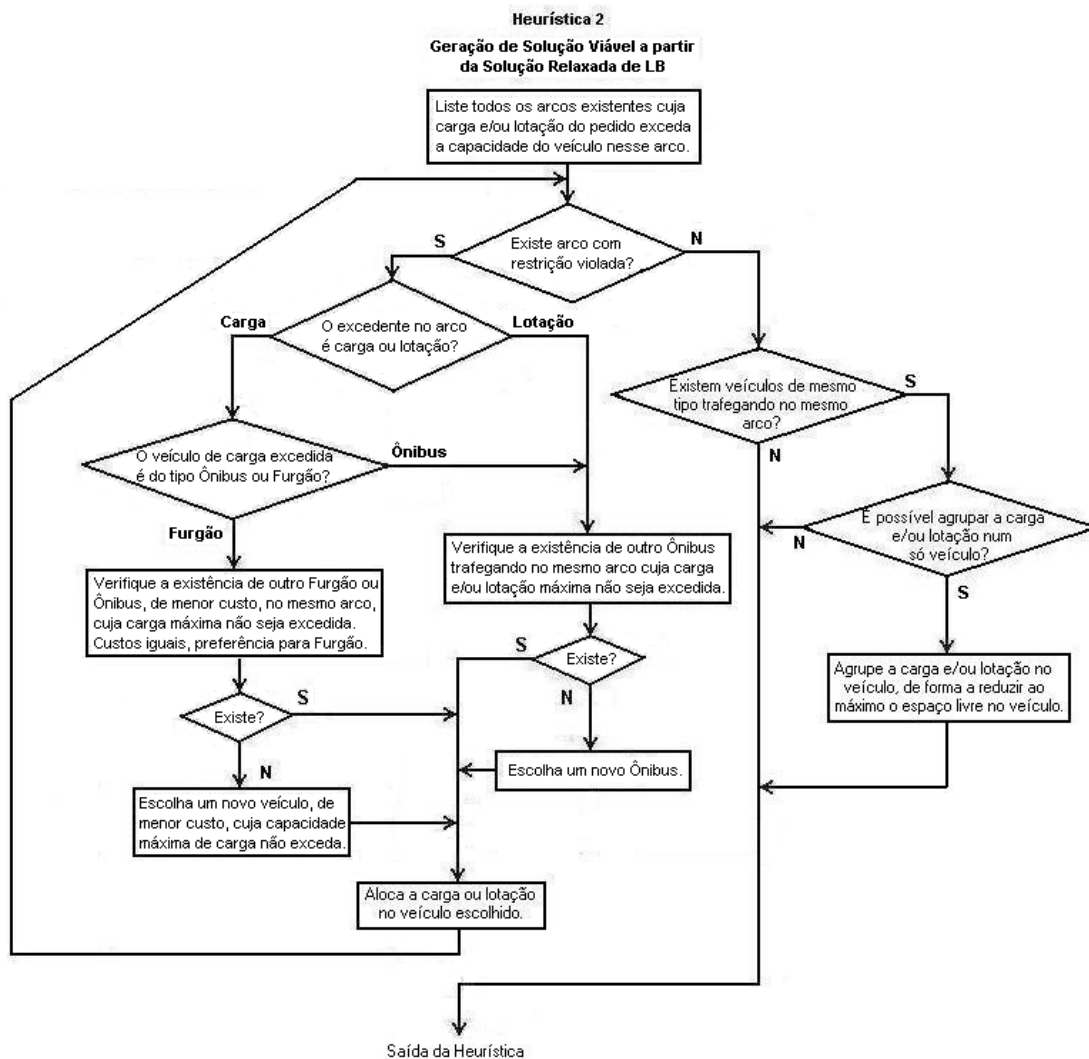 Heurística 2
Geração de Solução Viável a partir
da Solução Relaxada de LB
Liste todos os arcos existentes cuja
carga e/ou lotação do pedido exceda
a capacidade do veículo nesse arco.
S
Existe arco com
restrição violada?
N
Carga
O excedente no arco
é carga ou lotação?
Lotação
Existem veículos de mesmo
tipo trafegando no mesmo
arco?
S
N
O veículo de carga excedida
é do tipo Ônibus ou Furgão?
Ônibus
Furgão
É possível agrupar a carga
e/ou lotação num
só veículo?
N
S
Verifique a existência de outro Ônibus
trafegando no mesmo arco cuja carga
e/ou lotação máxima não seja excedida.
Verifique a existência de outro Furgão ou
Ônibus, de menor custo, no mesmo arco,
cuja carga máxima não seja excedida.
Custos iguais, preferência para Furgão.
S
Existe?
N
Agrupe a carga e/ou lotação no
veículo, de forma a reduzir ao
máximo o espaço livre no veículo.
Existe?
S
N
Escolha um novo Ônibus.
Escolha um novo veículo, de
menor custo, cuja capacidade
máxima de carga não exceda.
Aloca a carga ou lotação
no veículo escolhido.
Saída da Heurística